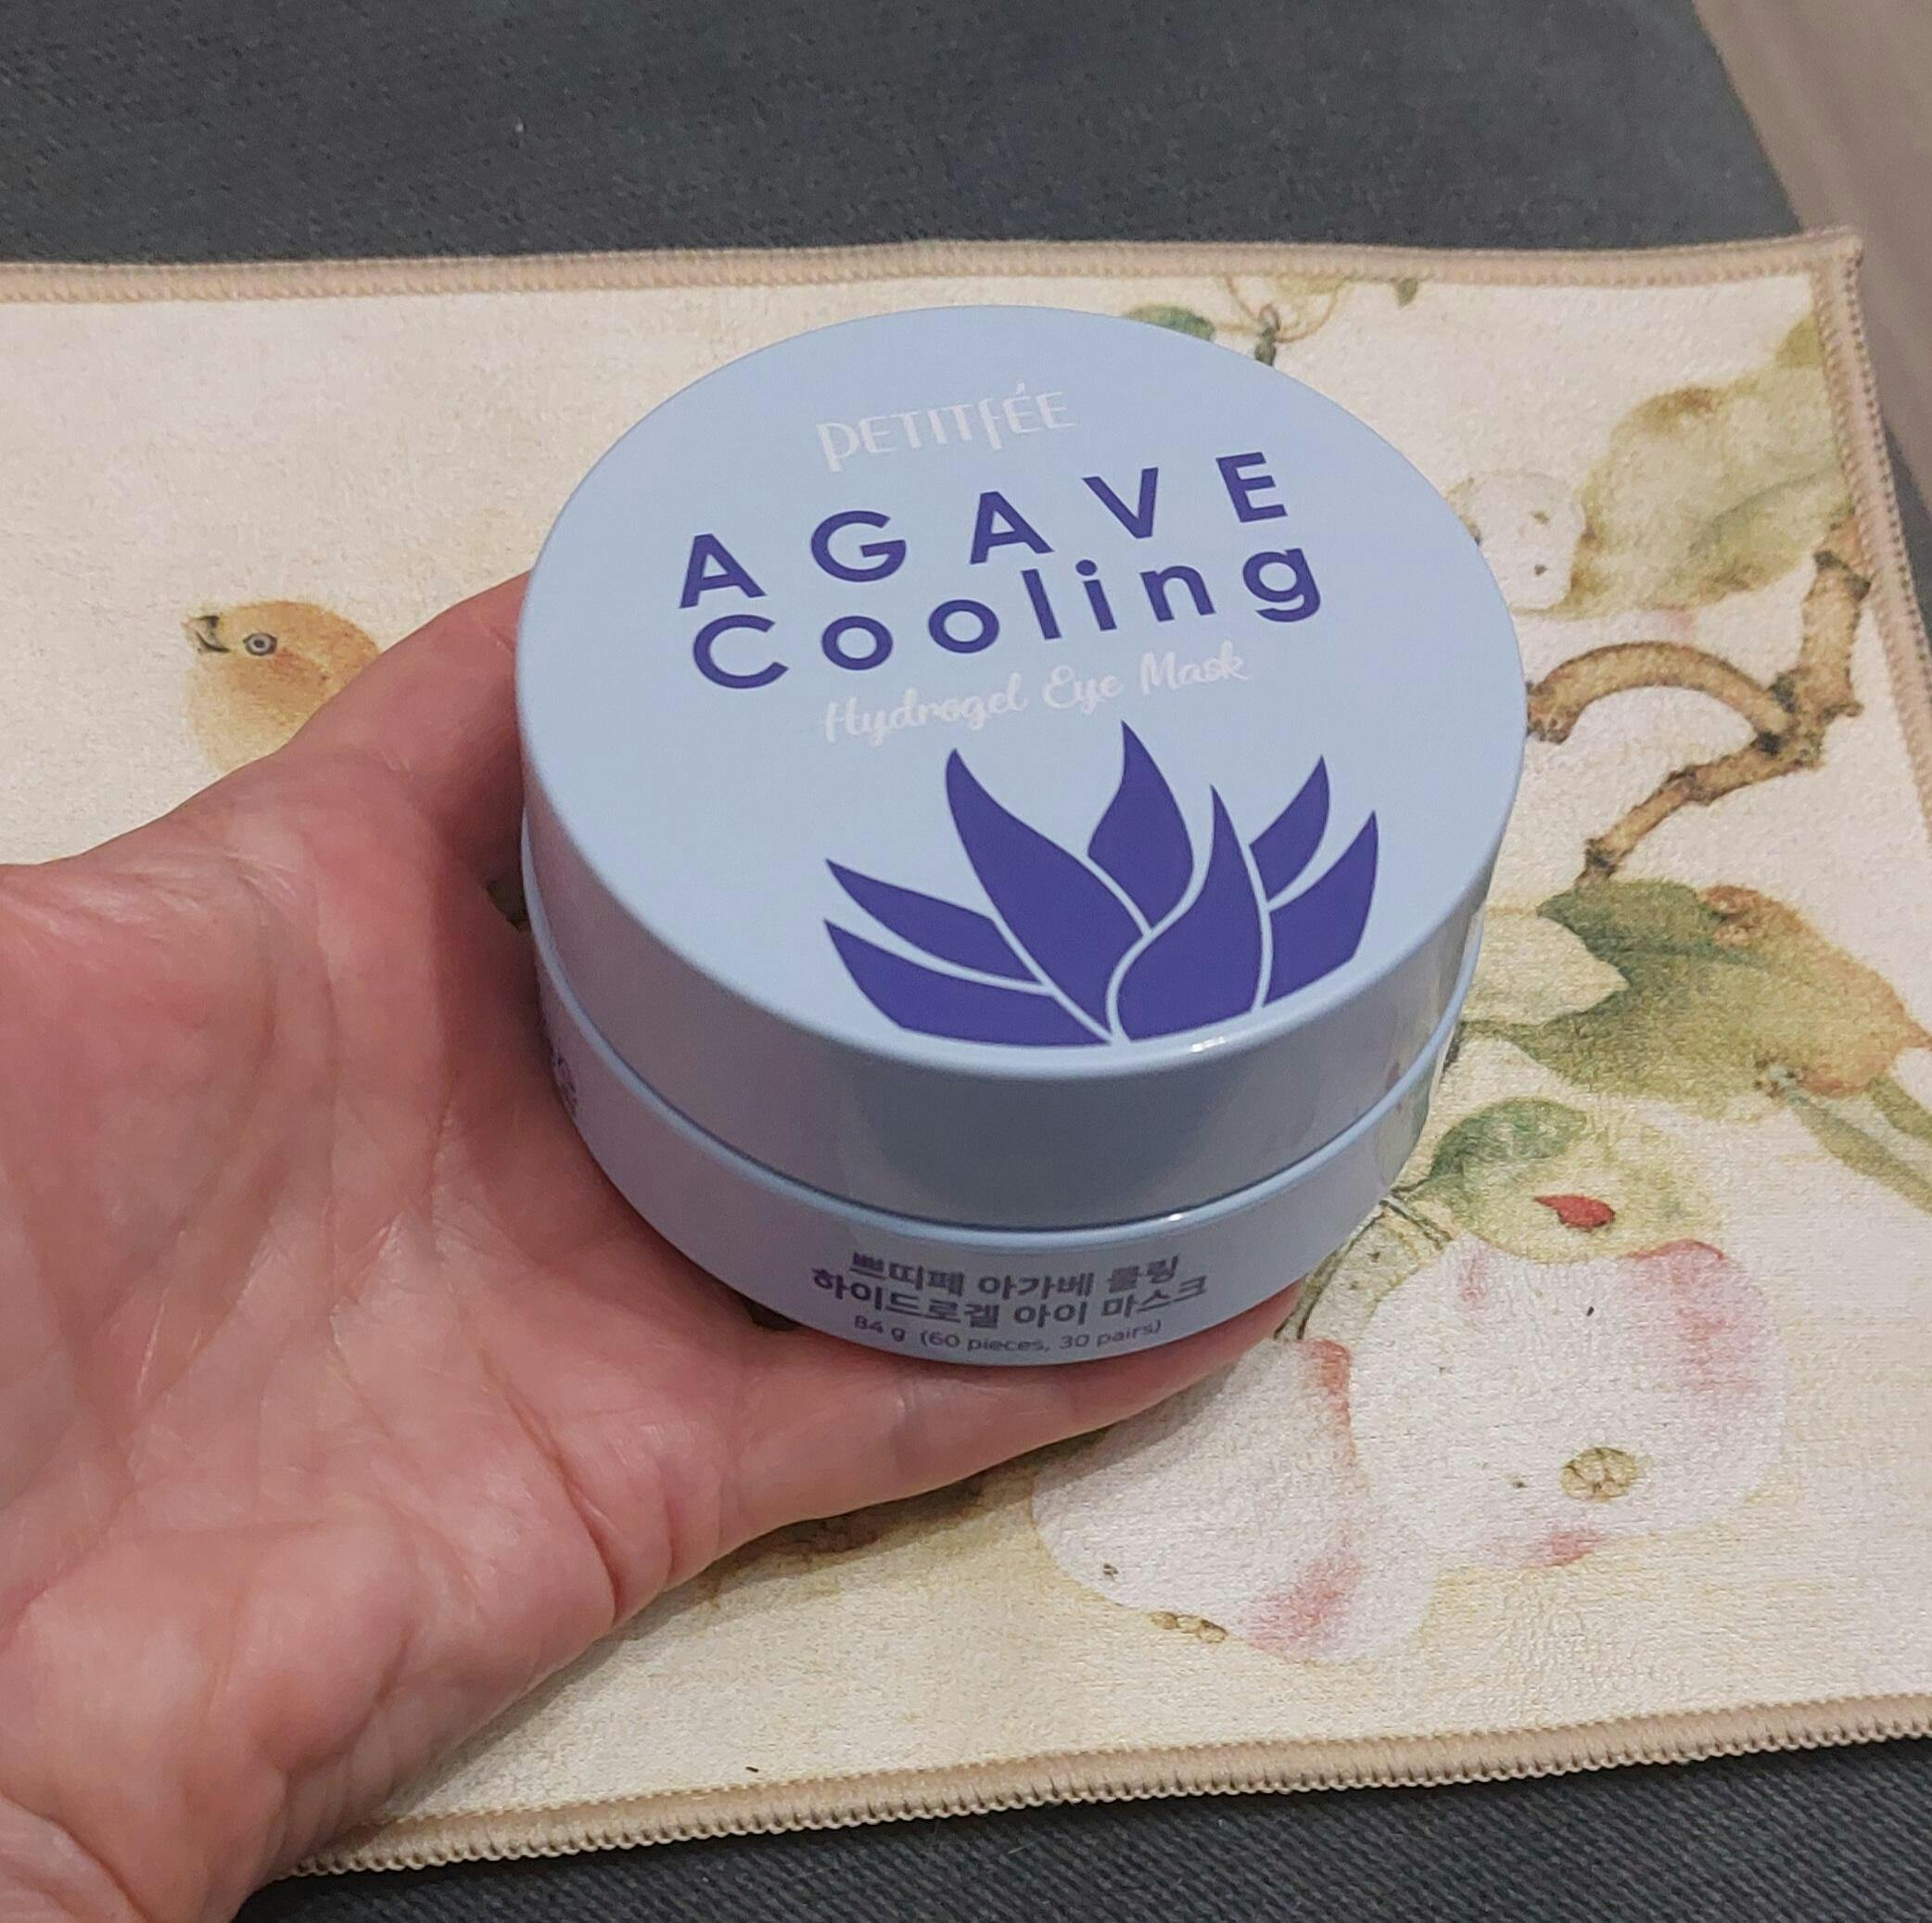 PETITFÉE
AGAVE
Cooling
Hydrogel Eye Mask
쁘띠페 아가베 쿨링
하이드로겔 아이 마스크
84 g (60 pieces, 30 pairs)